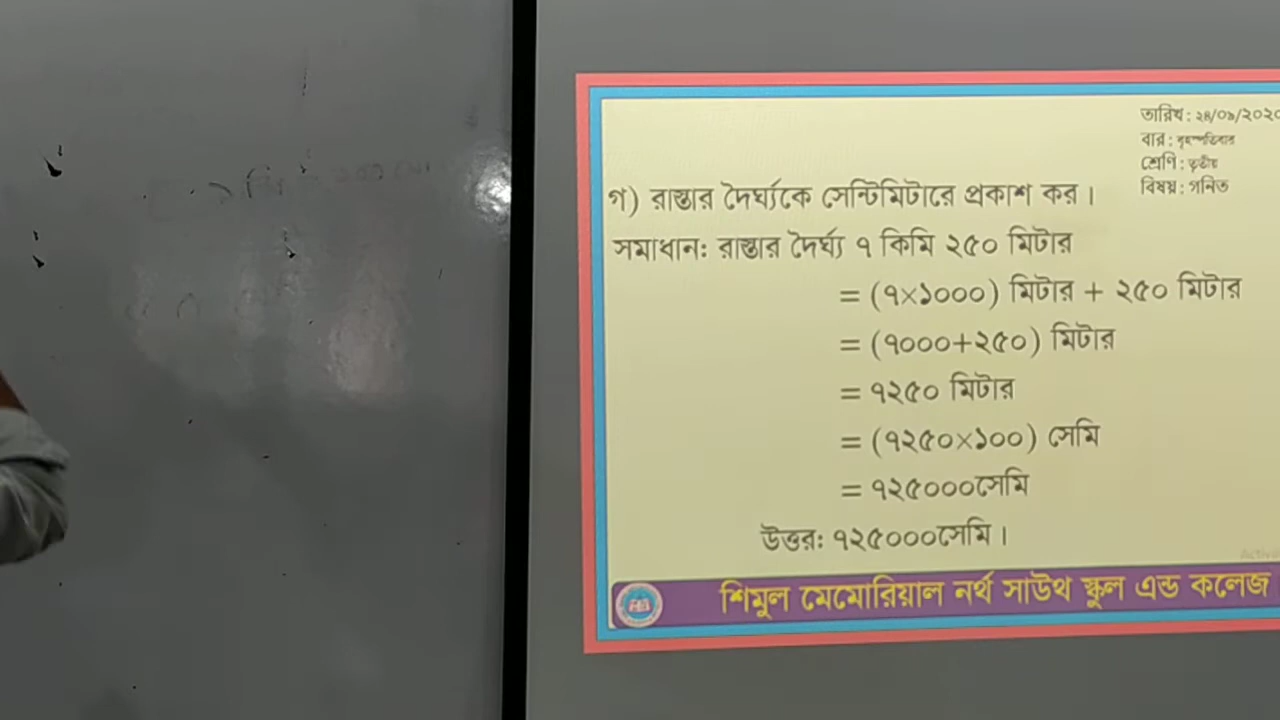 তারিখ : ২৪/০৯/২০২০
বার : বৃহস্পতিবার
শ্রেণি : তৃতীয়
বিষয় : গনিত
গ) রাস্তার দৈর্ঘ্যকে সেন্টিমিটারে প্রকাশ কর ।
সমাধান: রাস্তার দৈর্ঘ্য ৭ কিমি ২৫০ মিটার
= (৭×১০০০) মিটার + ২৫০ মিটার
= (৭০০০+২৫০) মিটার
= ৭২৫০ মিটার
= (৭২৫০×১০০) সেমি
= ৭২৫০০০সেমি
উত্তর: ৭২৫০০০সেমি ।
শিমুল মেমোরিয়াল নর্থ সাউথ স্কুল এন্ড কলেজ